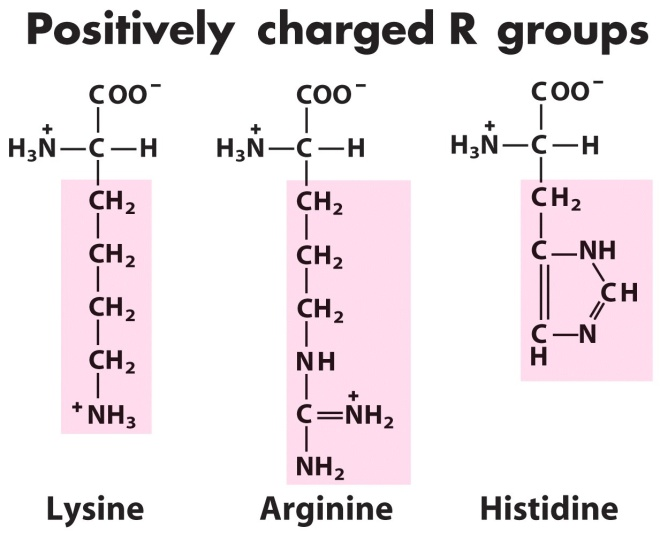 Positively charged R groups
COO⁻
H₃N⁺—C—H
CH₂
CH₂
CH₂
CH₂
⁺NH₃
Lysine
COO⁻
H₃N⁺—C—H
CH₂
CH₂
CH₂
NH
C=NH₂⁺
NH₂
Arginine
COO⁻
H₃N⁺—C—H
CH₂
C—NH
CH
C—N
H
Histidine